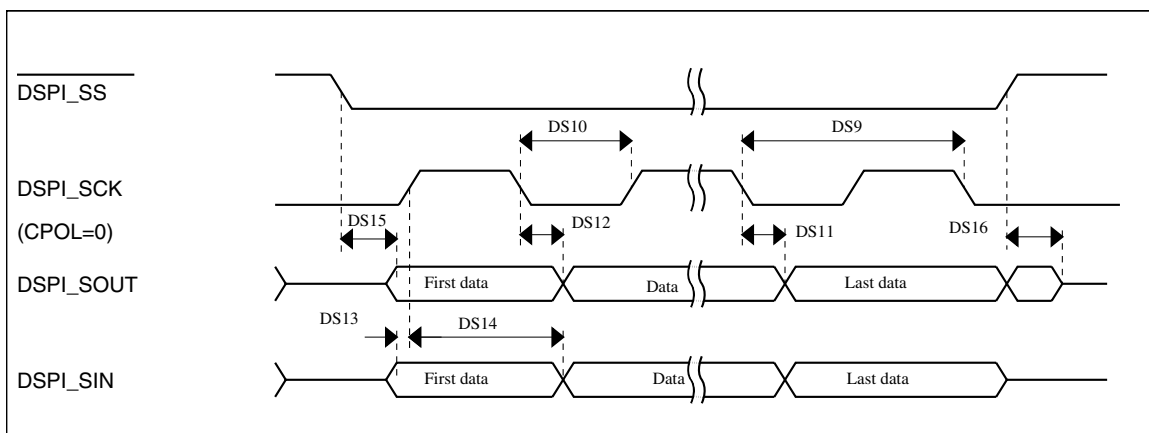 DSPI_SS
DS10
DS9
DSPI_SCK
(CPOL=0)
DS15
DS12
DS11
DS16
DSPI_SOUT
First data
Data
Last data
DS13
DS14
DSPI_SIN
First data
Data
Last data